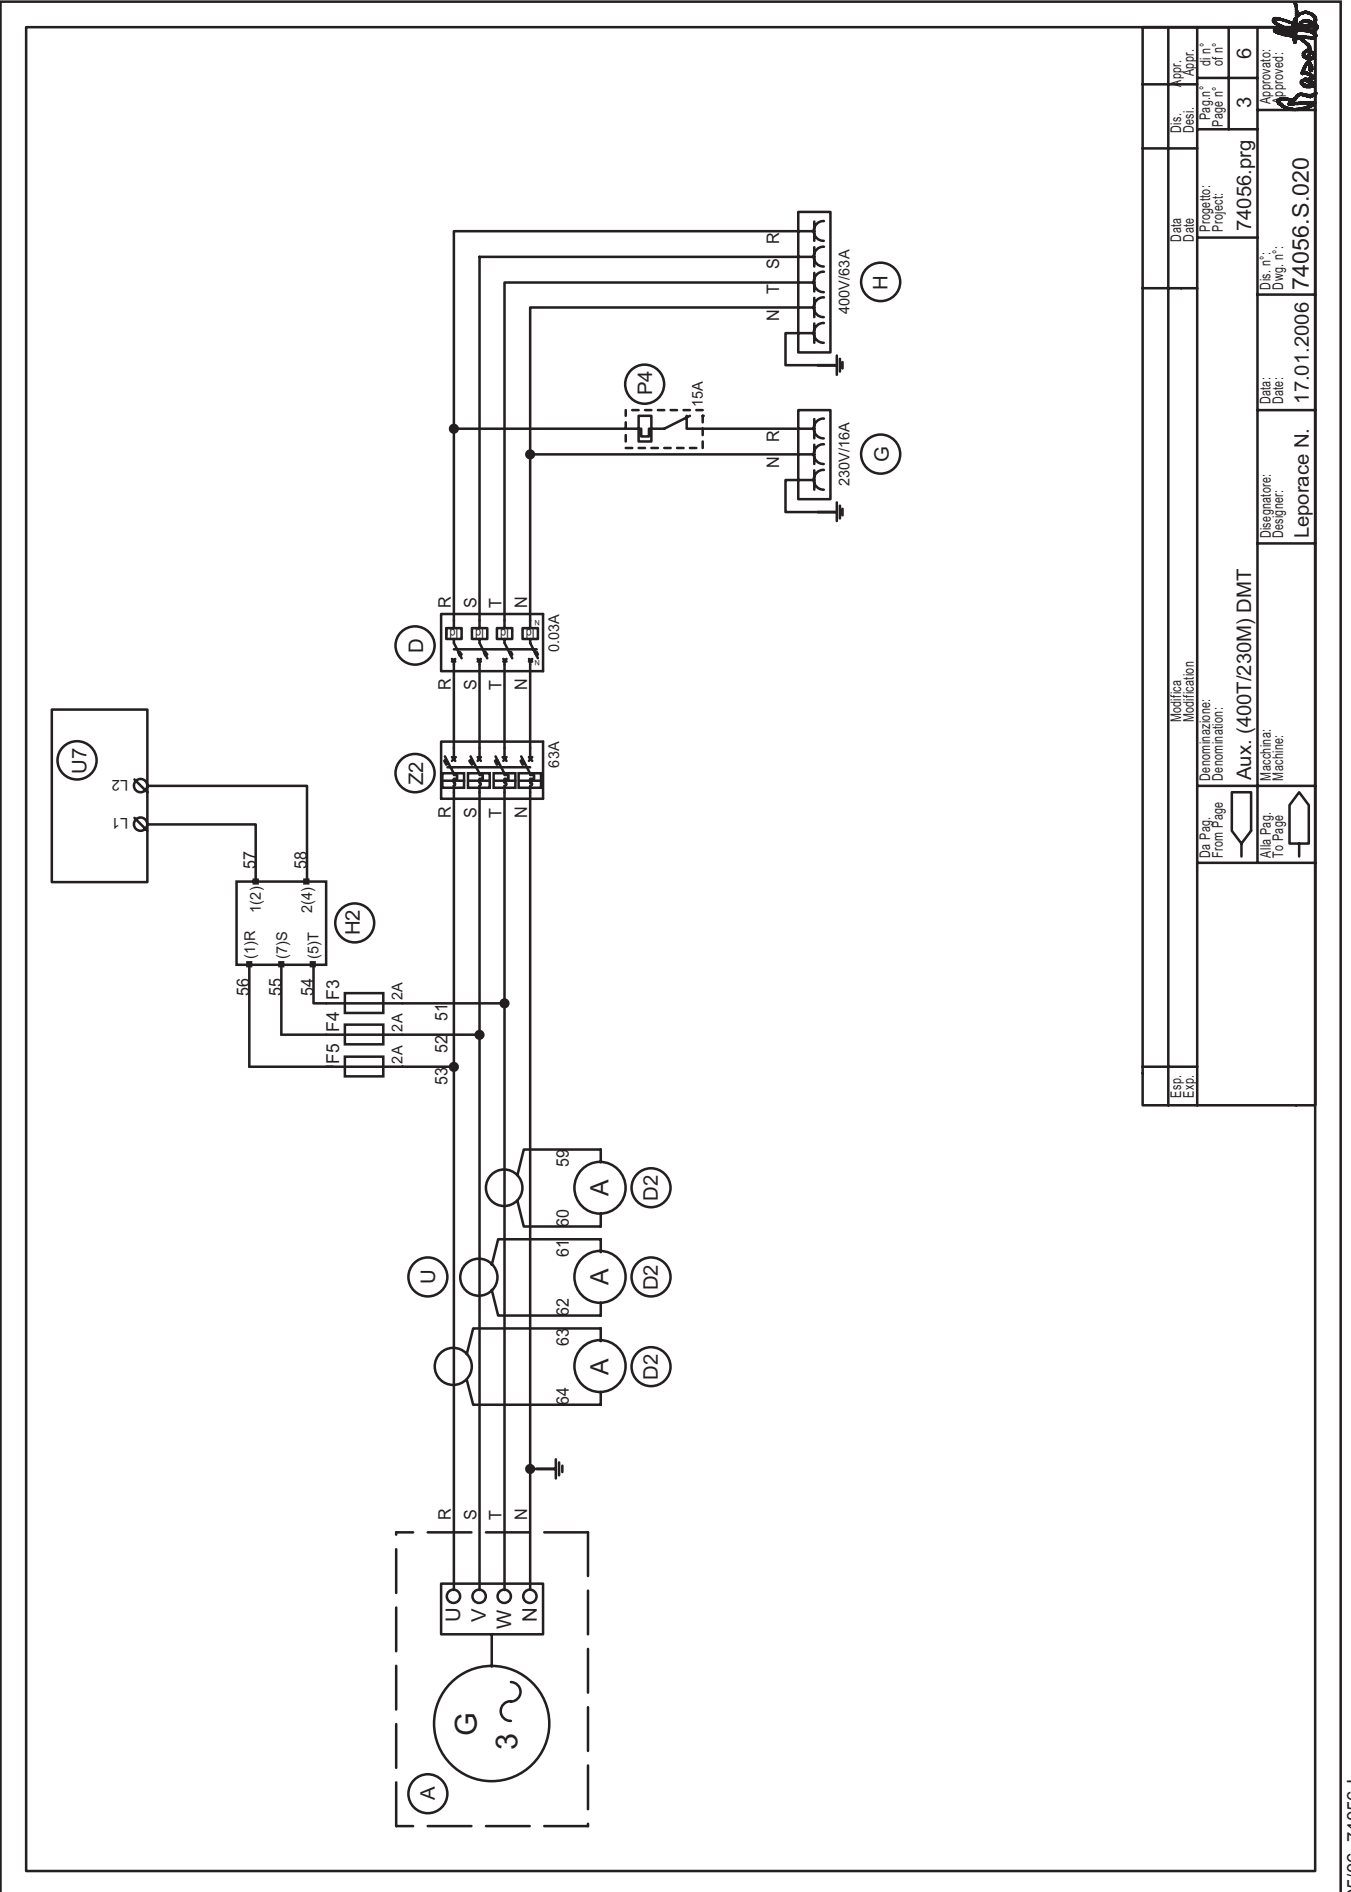 A
G
3
U
V
W
N
R
S
T
N
U
64
63
A
D2
62
61
A
D2
60
59
A
D2
53
52
51
F5
F4
F3
2A
2A
2A
56
55
54
(1)R
(7)S
(5)T
1(2)
2(4)
H2
57
58
L1
L2
U7
R
S
T
N
Z2
63A
R
S
T
N
D
0.03A
R
S
T
N
P4
15A
N
R
230V/16A
G
N
T
S
R
400V/63A
H
Esp.
Exp.
Modifica
Modification
Data
Date
Dis.
Desi.
Appr.
Appr.
Da Pag.
From Page
Denominazione:
Denomination:
Aux. (400T/230M) DMT
Progetto:
Project:
74056.prg
Pag.n°
Page n°
3
di n°
of n°
6
Alla Pag.
To Page
Macchina:
Machine:
Disegnatore:
Designer:
Leporace N.
Data:
Date:
17.01.2006
Dis. n°:
Dwg. n°:
74056.S.020
Approvato:
Approved: